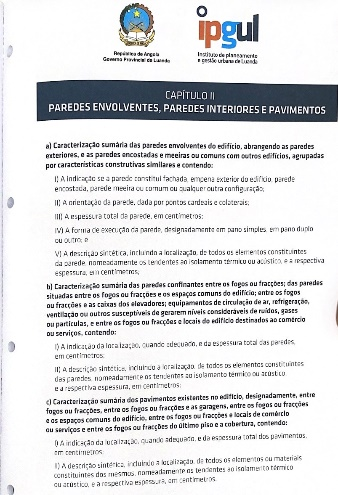 República de Angola
Governo Provincial de Luanda
ipgul
Instituto de planeamento
e gestão urbana de Luanda
CAPÍTULO II
PAREDES ENVOLVENTES, PAREDES INTERIORES E PAVIMENTOS
a) Caracterização sumária das paredes envolventes do edifício, abrangendo as paredes
exteriores, e as paredes encostadas e meeiras ou comuns com outros edifícios, agrupadas
por características construtivas similares e contendo:
I) A indicação se a parede constitui fachada, empena exterior do edifício, parede
encostada, parede meeira ou comum ou qualquer outra configuração;
II) A orientação da parede, dada por pontos cardeais e colaterais;
III) A espessura total da parede, em centímetros;
IV) A forma de execução da parede, designadamente em pano simples, em pano duplo
ou outro; e
V) A descrição sintética, incluindo a localização, de todos os elementos constituintes
da parede, nomeadamente os tendentes ao isolamento térmico ou acústico, e a respectiva
espessura, em centímetros;
b) Caracterização sumária das paredes confinantes entre os fogos ou fracções; das paredes
situadas entre os fogos ou fracções e os espaços comuns do edifício; entre os fogos
ou fracções e as caixas dos elevadores; equipamentos de circulação de ar, refrigeração,
ventilação ou outros susceptíveis de gerarem níveis consideráveis de ruídos, gases
ou partículas, e entre os fogos ou fracções e locais do edifício destinados ao comércio
ou serviços, contendo:
I) A indicação da localização, quando adequado, e da espessura total das paredes,
em centímetros;
II) A descrição sintética, incluindo a localização, de todos os elementos constituintes
das paredes, nomeadamente os tendentes ao isolamento térmico ou acústico
e a respectiva espessura, em centímetros;
c) Caracterização sumária dos pavimentos existentes no edifício, designadamente, entre
fogos ou fracções, entre os fogos ou fracções e as garagens, entre os fogos ou fracções
e os espaços comuns do edifício, entre os fogos ou fracções e locais de comércio
ou serviços e entre os fogos ou fracções do último piso e a cobertura, contendo:
I) A indicação da localização, quando adequado, e da espessura total dos pavimentos,
em centímetros;
II) A descrição sintética, incluindo a localização, de todos os elementos ou materiais
constituintes dos mesmos, nomeadamente os tendentes ao isolamento térmico
ou acústico, e a respectiva espessura, em centímetros.